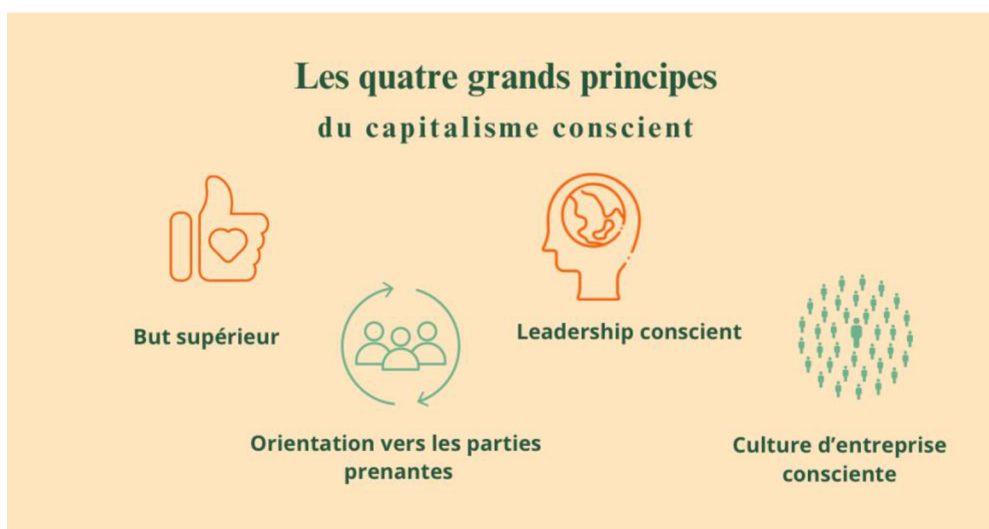 Les quatre grands principes
du capitalisme conscient
But supérieur
Orientation vers les parties
prenantes
Leadership conscient
Culture d’entreprise
consciente